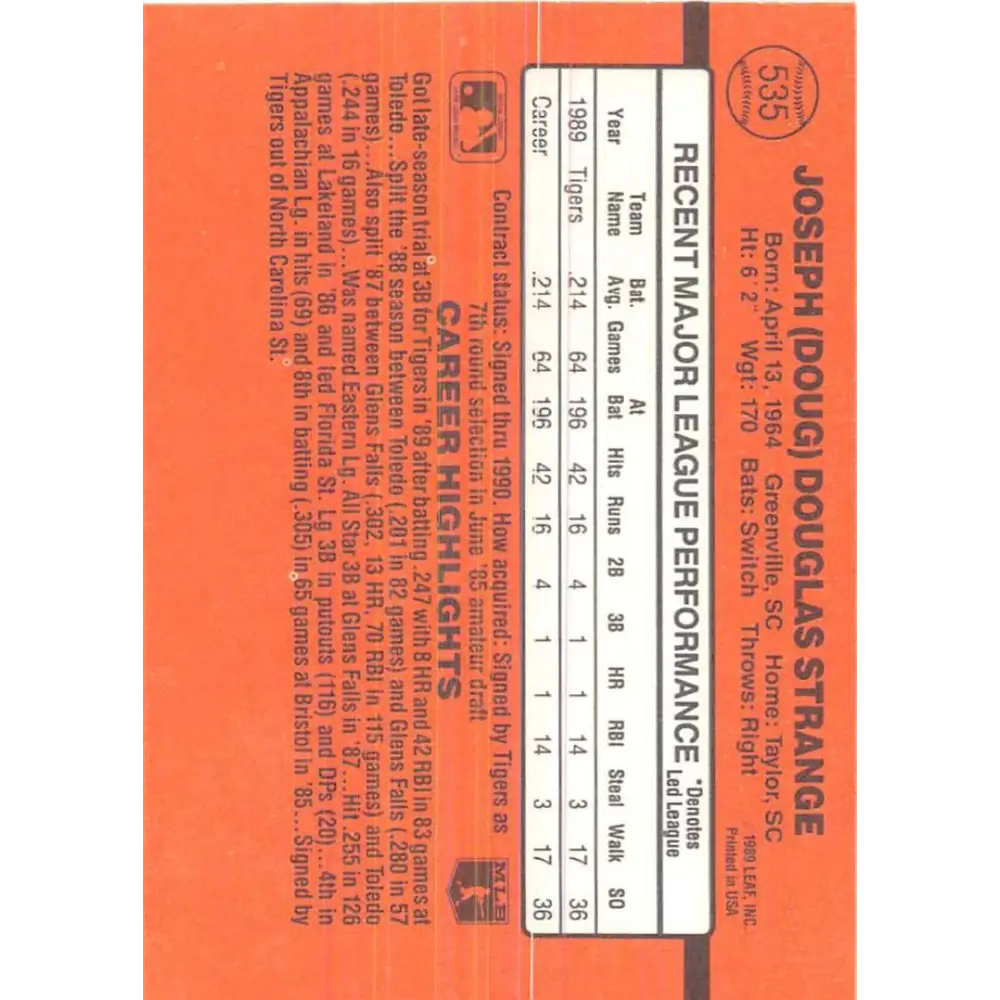 535
JOSEPH (DOUG) DOUGLAS STRANGE
Born: April 13, 1964 Greenville, SC Home: Taylor, SC
Ht: 6' 2" Wgt: 170 Bats: Switch Throws: Right
1989 LEAF, INC.
Printed in USA
RECENT MAJOR LEAGUE PERFORMANCE
*Denotes
Led League
Year Team Name Bat. Avg. Games At Bat Hits Runs 2B 3B HR RBI Steal Walk SO
1989 Tigers .214 64 196 42 16 4 1 1 14 3 17 36
Career .214 64 196 42 16 4 1 1 14 3 17 36
Contract status: Signed thru 1990. How acquired: Signed by Tigers as
7th round selection in June '85 amateur draft
MLB
CAREER HIGHLIGHTS
Got late-season trial at 3B for Tigers in '89 after batting .247 with 8 HR and 42 RBI in 83 games at
Toledo...Split the '88 season between Toledo (.201 in 82 games) and Glens Falls (.280 in 57
games)...Also split '87 between Glens Falls (.302, 13 HR, 70 RBI in 115 games) and Toledo
(.244 in 16 games)...Was named Eastern Lg. All Star 3B at Glens Falls in '87...Hit .255 in 126
games at Lakeland in '86 and led Florida St. Lg 3B in putouts (116) and DPs (20)...4th in
Appalachian Lg. in hits (69) and 8th in batting (.305) in 65 games at Bristol in '85...Signed by
Tigers out of North Carolina St.